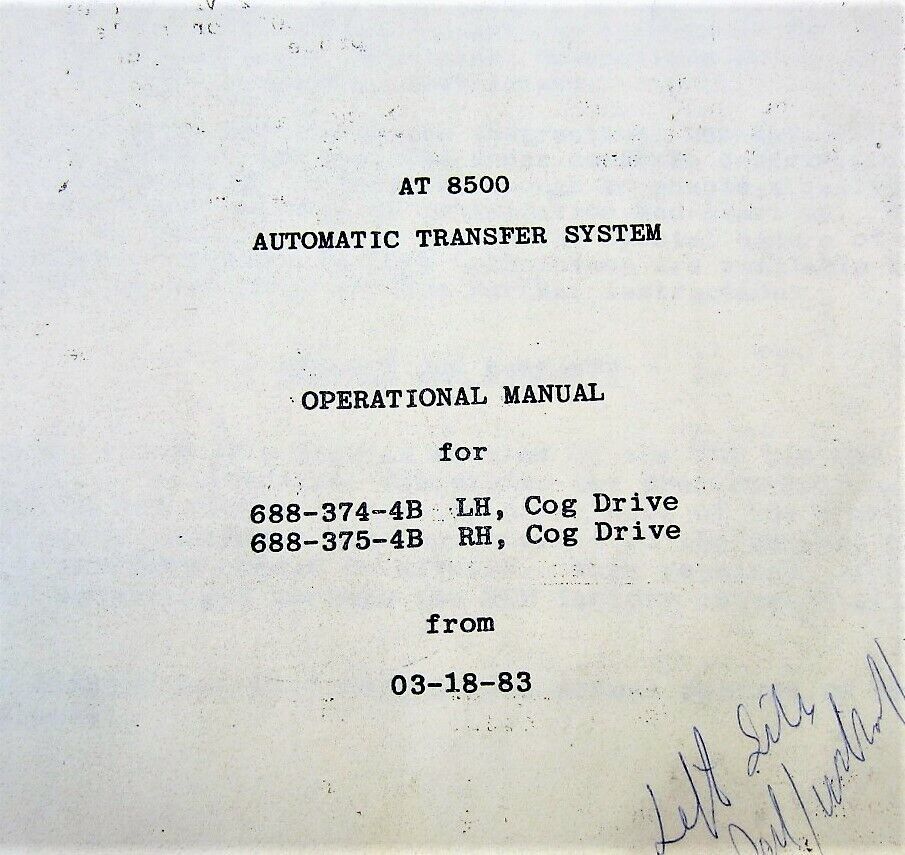 AT 8500
AUTOMATIC TRANSFER SYSTEM
OPERATIONAL MANUAL
for
688-374-4B LH, Cog Drive
688-375-4B RH, Cog Drive
from
03-18-83
Left Side